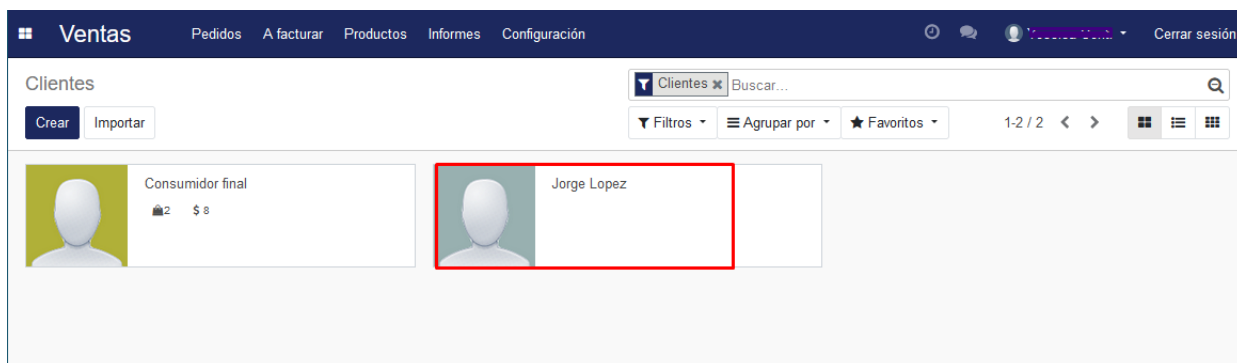 Ventas Pedidos A facturar Productos Informes Configuración Cerrar sesión
Clientes
Clientes Buscar...
Crear Importar
Filtros Agrupar por Favoritos 1-2 / 2
Consumidor final
2 $ 8
Jorge Lopez